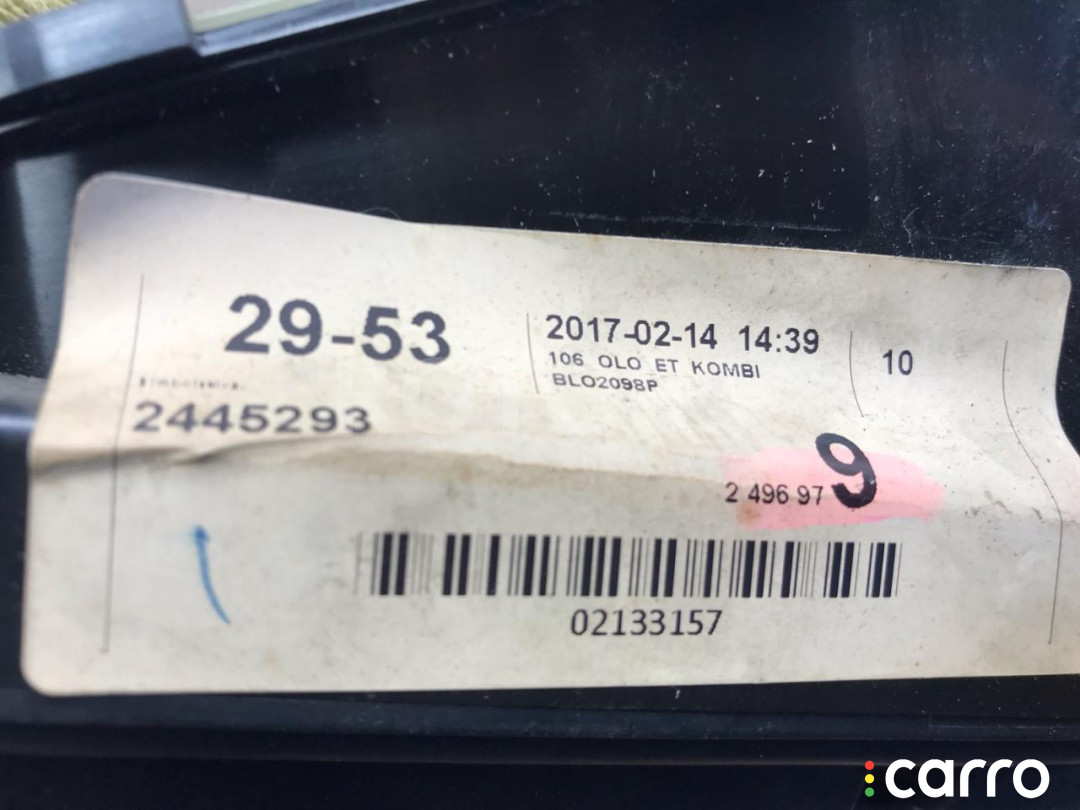 29-53
2017-02-14 14:39
106 OLO ET KOMBI
BLO2098P
10
2445293
2 496 97 9
02133157
carro